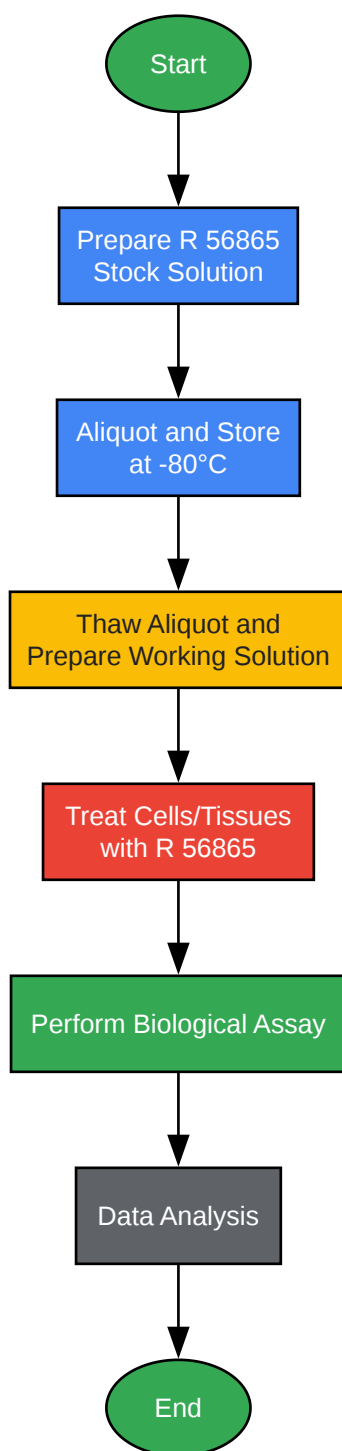 Start
Prepare R 56865
Stock Solution
Aliquot and Store
at -80°C
Thaw Aliquot and
Prepare Working Solution
Treat Cells/Tissues
with R 56865
Perform Biological Assay
Data Analysis
End